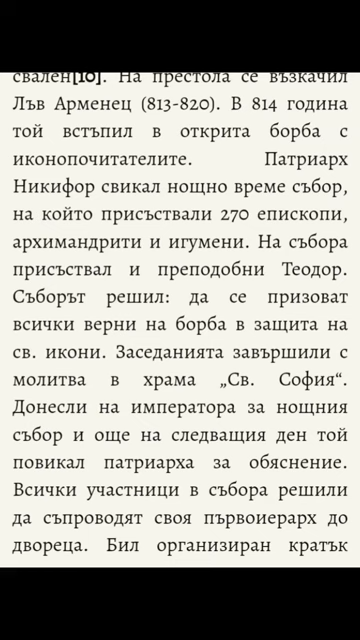 свален[10]. На престола се възкачил
Лъв Арменец (813-820). В 814 година
той встъпил в открита борба с
иконопочитателите. Патриарх
Никифор свикал нощно време събор,
на който присъствали 270 епископи,
архимандрити и игумени. На събора
присъствал и преподобни Теодор.
Съборът решил: да се призоват
всички верни на борба в защита на
св. икони. Заседанията завършили с
молитва в храма „Св. София“.
Донесли на императора за нощния
събор и още на следващия ден той
повикал патриарха за обяснение.
Всички участници в събора решили
да съпроводят своя първоиерарх до
двореца. Бил организиран кратък